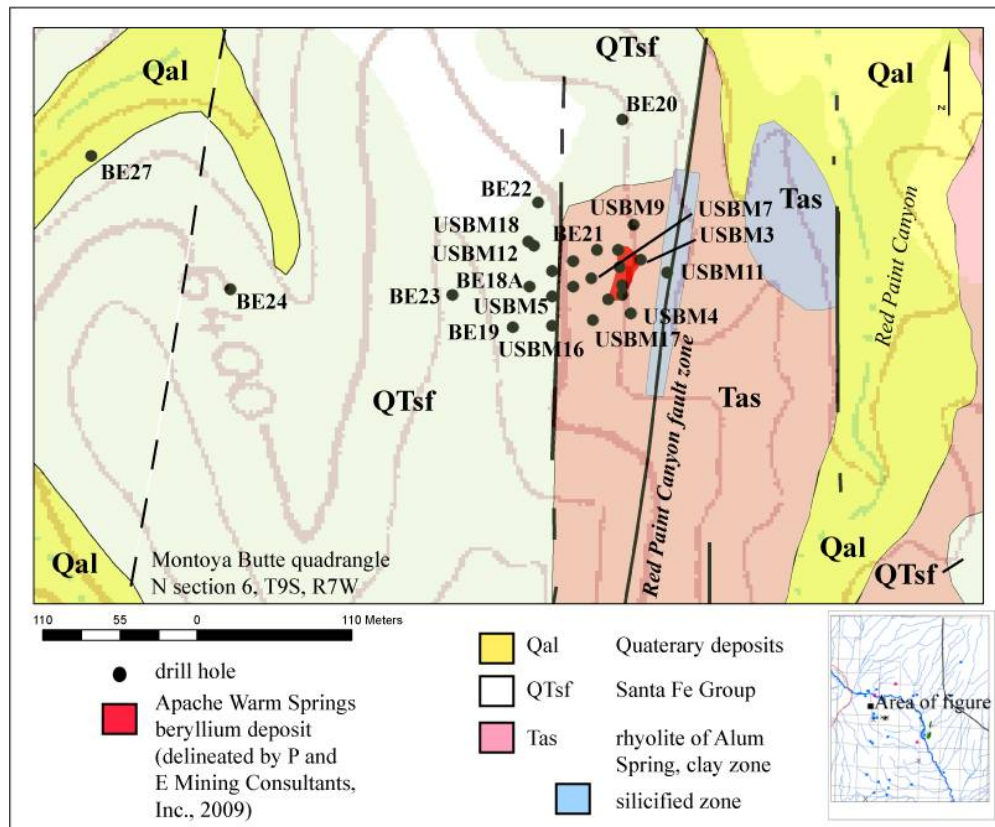 QTsf
Qal
Qal
N
BE20
BE27
BE22
USBM9
USBM7
Tas
USBM18
BE21
USBM3
USBM12
USBM11
BE24
BE23
BE18A
USBM5
USBM4
BE19
USBM16
USBM17
6400
Red Paint Canyon
QTsf
Tas
Red Paint Canyon fault zone
Qal
Qal
QTsf
Montoya Butte quadrangle
N section 6, T9S, R7W
110 55 0 110 Meters
drill hole
Apache Warm Springs
beryllium deposit
(delineated by P and
E Mining Consultants,
Inc., 2009)
Qal Quaterary deposits
QTsf Santa Fe Group
Tas rhyolite of Alum
Spring, clay zone
silicified zone
Area of figure